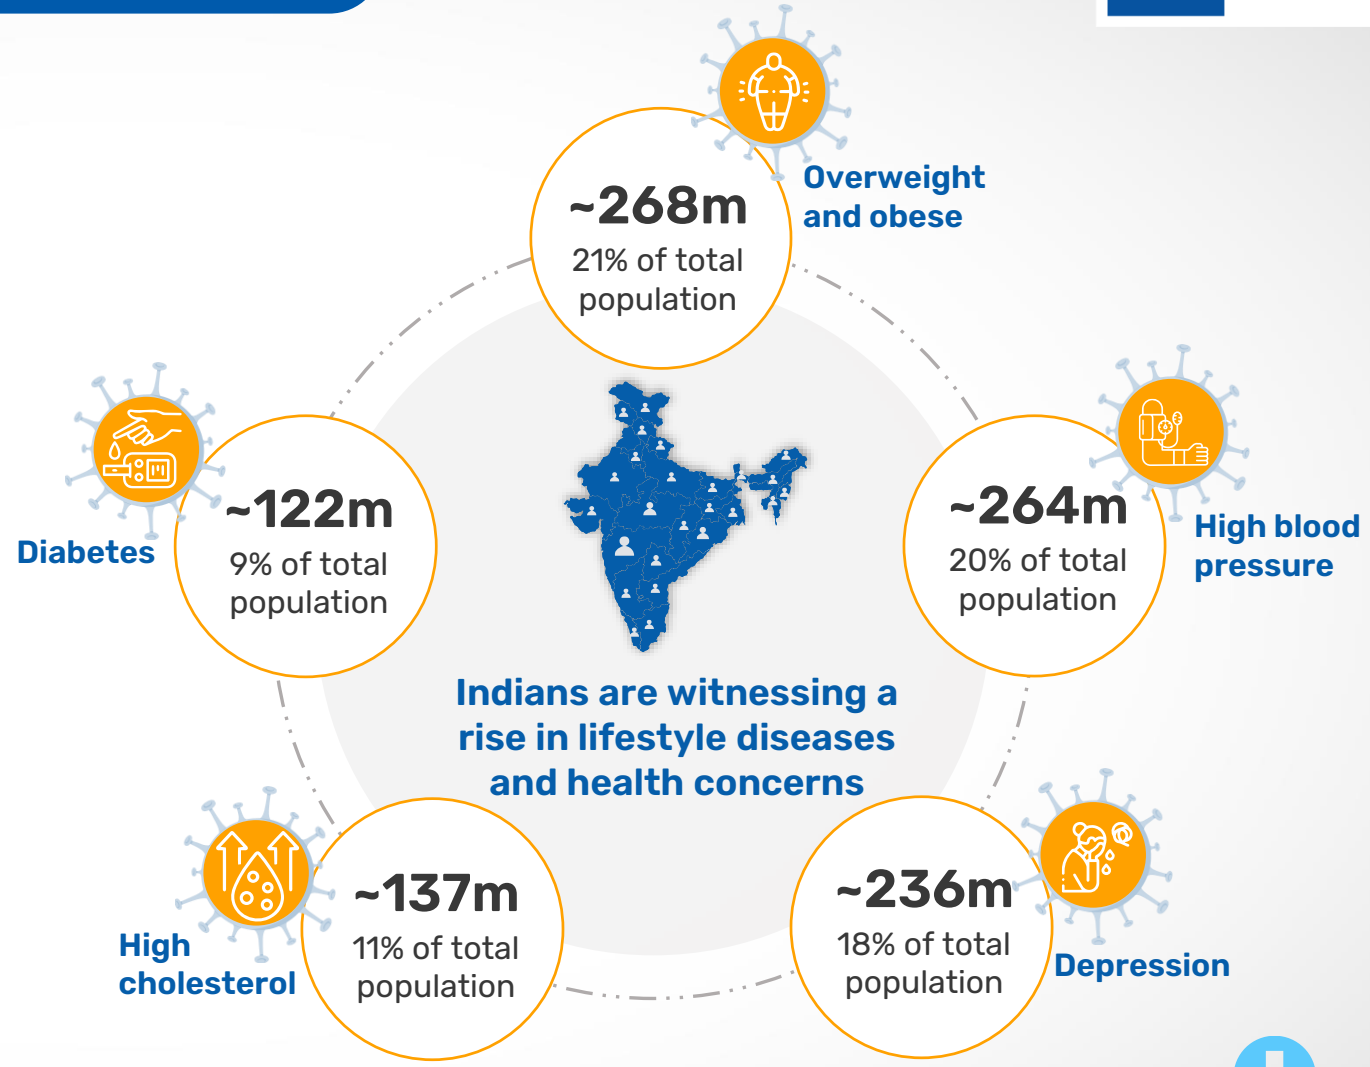 ~268m
21% of total
population
Overweight
and obese
~264m
20% of total
population
High blood
pressure
~236m
18% of total
population
Depression
~137m
11% of total
population
High
cholesterol
~122m
9% of total
population
Diabetes
Indians are witnessing a
rise in lifestyle diseases
and health concerns